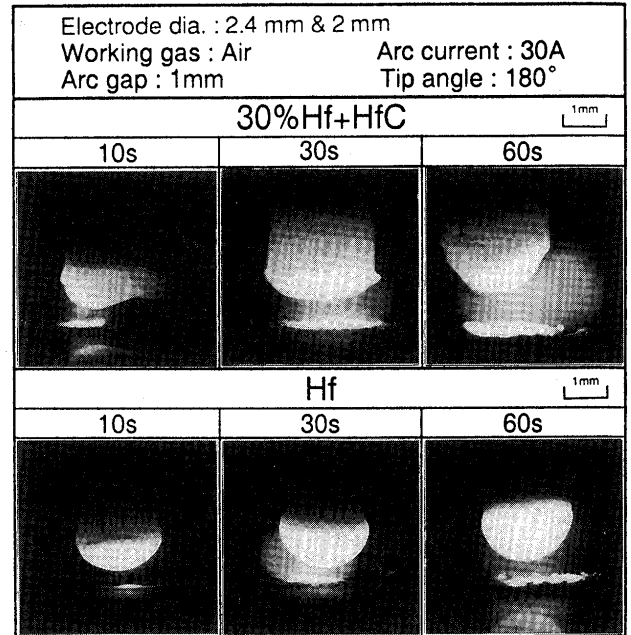 Electrode dia. : 2.4 mm & 2 mm
Working gas : Air Arc current : 30A
Arc gap : 1mm Tip angle : 180°
30%Hf+HfC 1mm
10s 30s 60s
Hf 1mm
10s 30s 60s